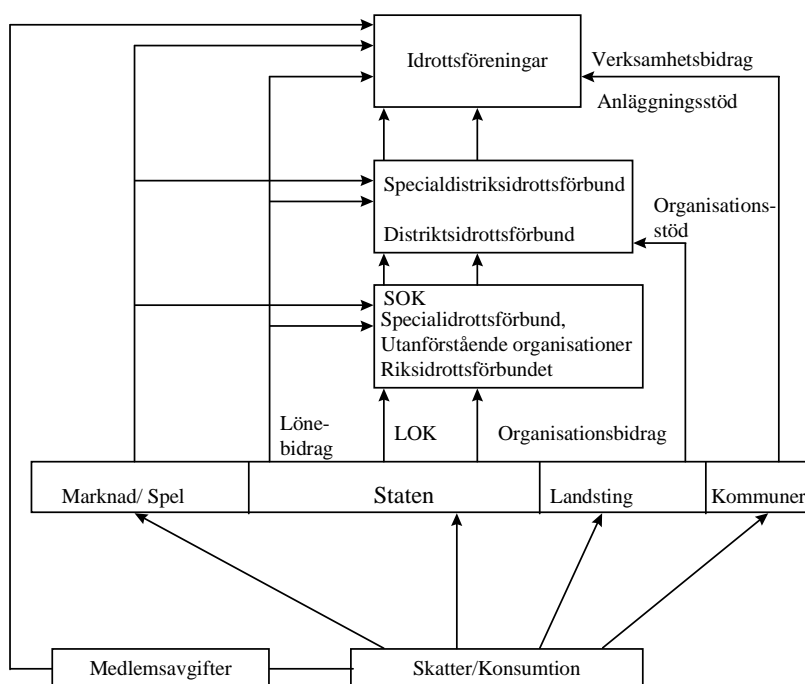 Idrottsföreningar
Verksamhetsbidrag
Anläggningsstöd
Specialdistriksidrottsförbund
Distriktsidrottsförbund
Organisations-
stöd
SOK
Specialidrottsförbund,
Utanförstående organisationer
Riksidrottsförbundet
Löne-
bidrag
LOK
Organisationsbidrag
Marknad/ Spel
Staten
Landsting
Kommuner
Medlemsavgifter
Skatter/Konsumtion